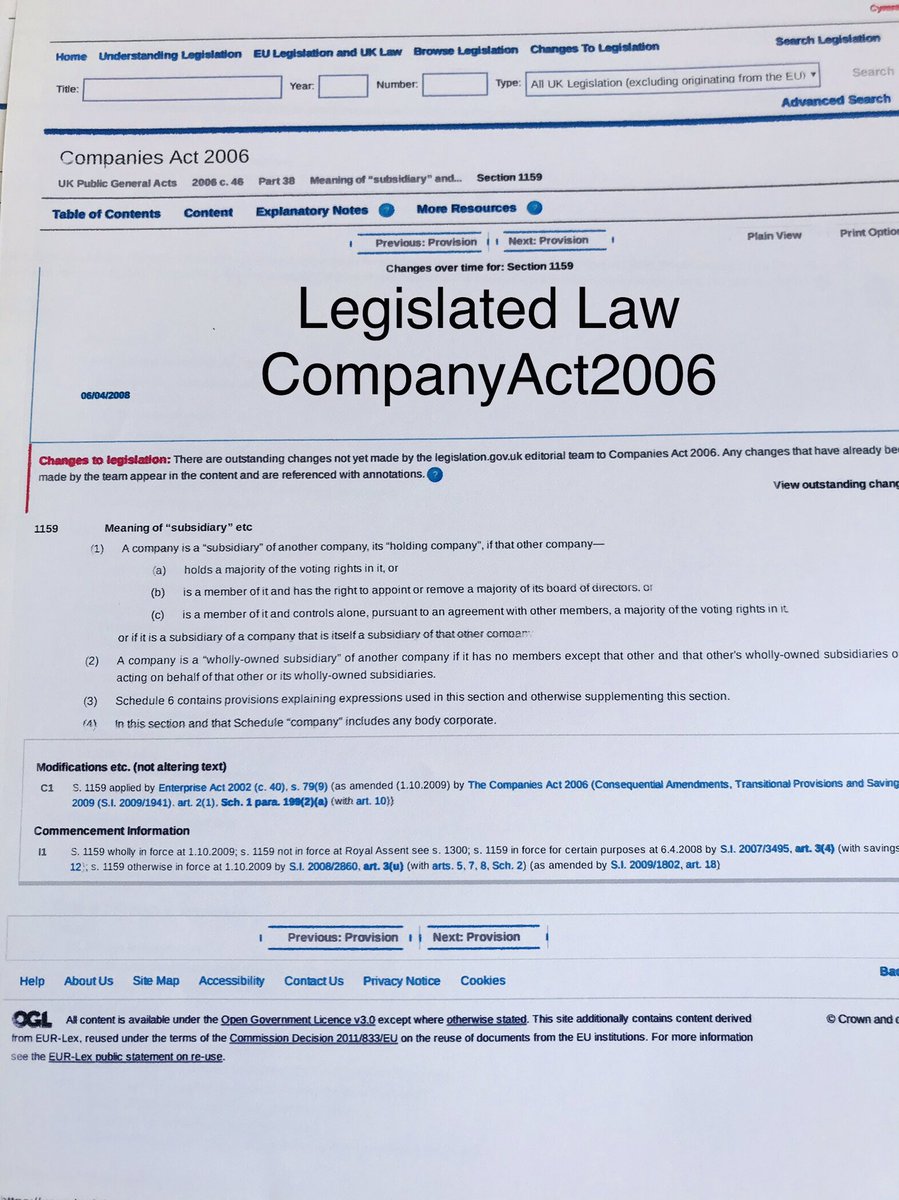 Home Understanding Legislation EU Legislation and UK Law Browse Legislation Changes To Legislation Search Legislation
Title: Year: Number: Type: All UK Legislation (excluding originating from the EU) Search
Advanced Search
Companies Act 2006
UK Public General Acts 2006 c. 46 Part 38 Meaning of “subsidiary” and... Section 1159
Table of Contents Content Explanatory Notes ? More Resources ?
Previous: Provision Next: Provision Plain View Print Optio
Changes over time for: Section 1159
Legislated Law
CompanyAct2006
06/04/2008
Changes to legislation: There are outstanding changes not yet made by the legislation.gov.uk editorial team to Companies Act 2006. Any changes that have already be
made by the team appear in the content and are referenced with annotations. ?
View outstanding chang
1159 Meaning of “subsidiary” etc
(1) A company is a “subsidiary” of another company, its “holding company”, if that other company—
(a) holds a majority of the voting rights in it, or
(b) is a member of it and has the right to appoint or remove a majority of its board of directors, or
(c) is a member of it and controls alone, pursuant to an agreement with other members, a majority of the voting rights in it,
or if it is a subsidiary of a company that is itself a subsidiary of that other company.
(2) A company is a “wholly-owned subsidiary” of another company if it has no members except that other and that other's wholly-owned subsidiaries o
acting on behalf of that other or its wholly-owned subsidiaries.
(3) Schedule 6 contains provisions explaining expressions used in this section and otherwise supplementing this section.
(4) In this section and that Schedule “company” includes any body corporate.
Modifications etc. (not altering text)
C1 S. 1159 applied by Enterprise Act 2002 (c. 40), s. 79(9) (as amended (1.10.2009) by The Companies Act 2006 (Consequential Amendments, Transitional Provisions and Saving
2009 (S.I. 2009/1941). art. 2(1), Sch. 1 para. 199(2)(a) (with art. 10)}
Commencement Information
I1 S. 1159 wholly in force at 1.10.2009; s. 1159 not in force at Royal Assent see s. 1300; s. 1159 in force for certain purposes at 6.4.2008 by S.I. 2007/3495, art. 3(4) (with savings
12); s. 1159 otherwise in force at 1.10.2009 by S.I. 2008/2860, art. 3(u) (with arts. 5, 7, 8, Sch. 2) (as amended by S.I. 2009/1802, art. 18)
Previous: Provision Next: Provision
Help About Us Site Map Accessibility Contact Us Privacy Notice Cookies Bac
OGL All content is available under the Open Government Licence v3.0 except where otherwise stated. This site additionally contains content derived © Crown and
from EUR-Lex, reused under the terms of the Commission Decision 2011/833/EU on the reuse of documents from the EU institutions. For more information
see the EUR-Lex public statement on re-use.